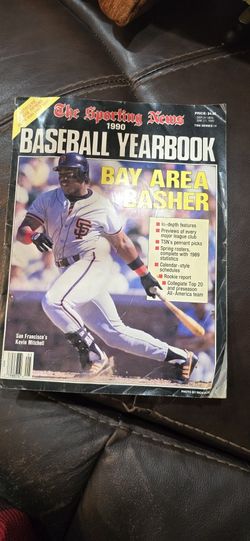 The Sporting News
1990
BASEBALL YEARBOOK
BAY AREA
BASHER
In-depth features
Previews of every
major league club
TSN's pennant picks
Spring rosters,
complete with 1989
statistics
Calendar-style
schedules
Rookie report
Collegiate Top 20
and preseason
All-America team
San Francisco's
Kevin Mitchell
SF